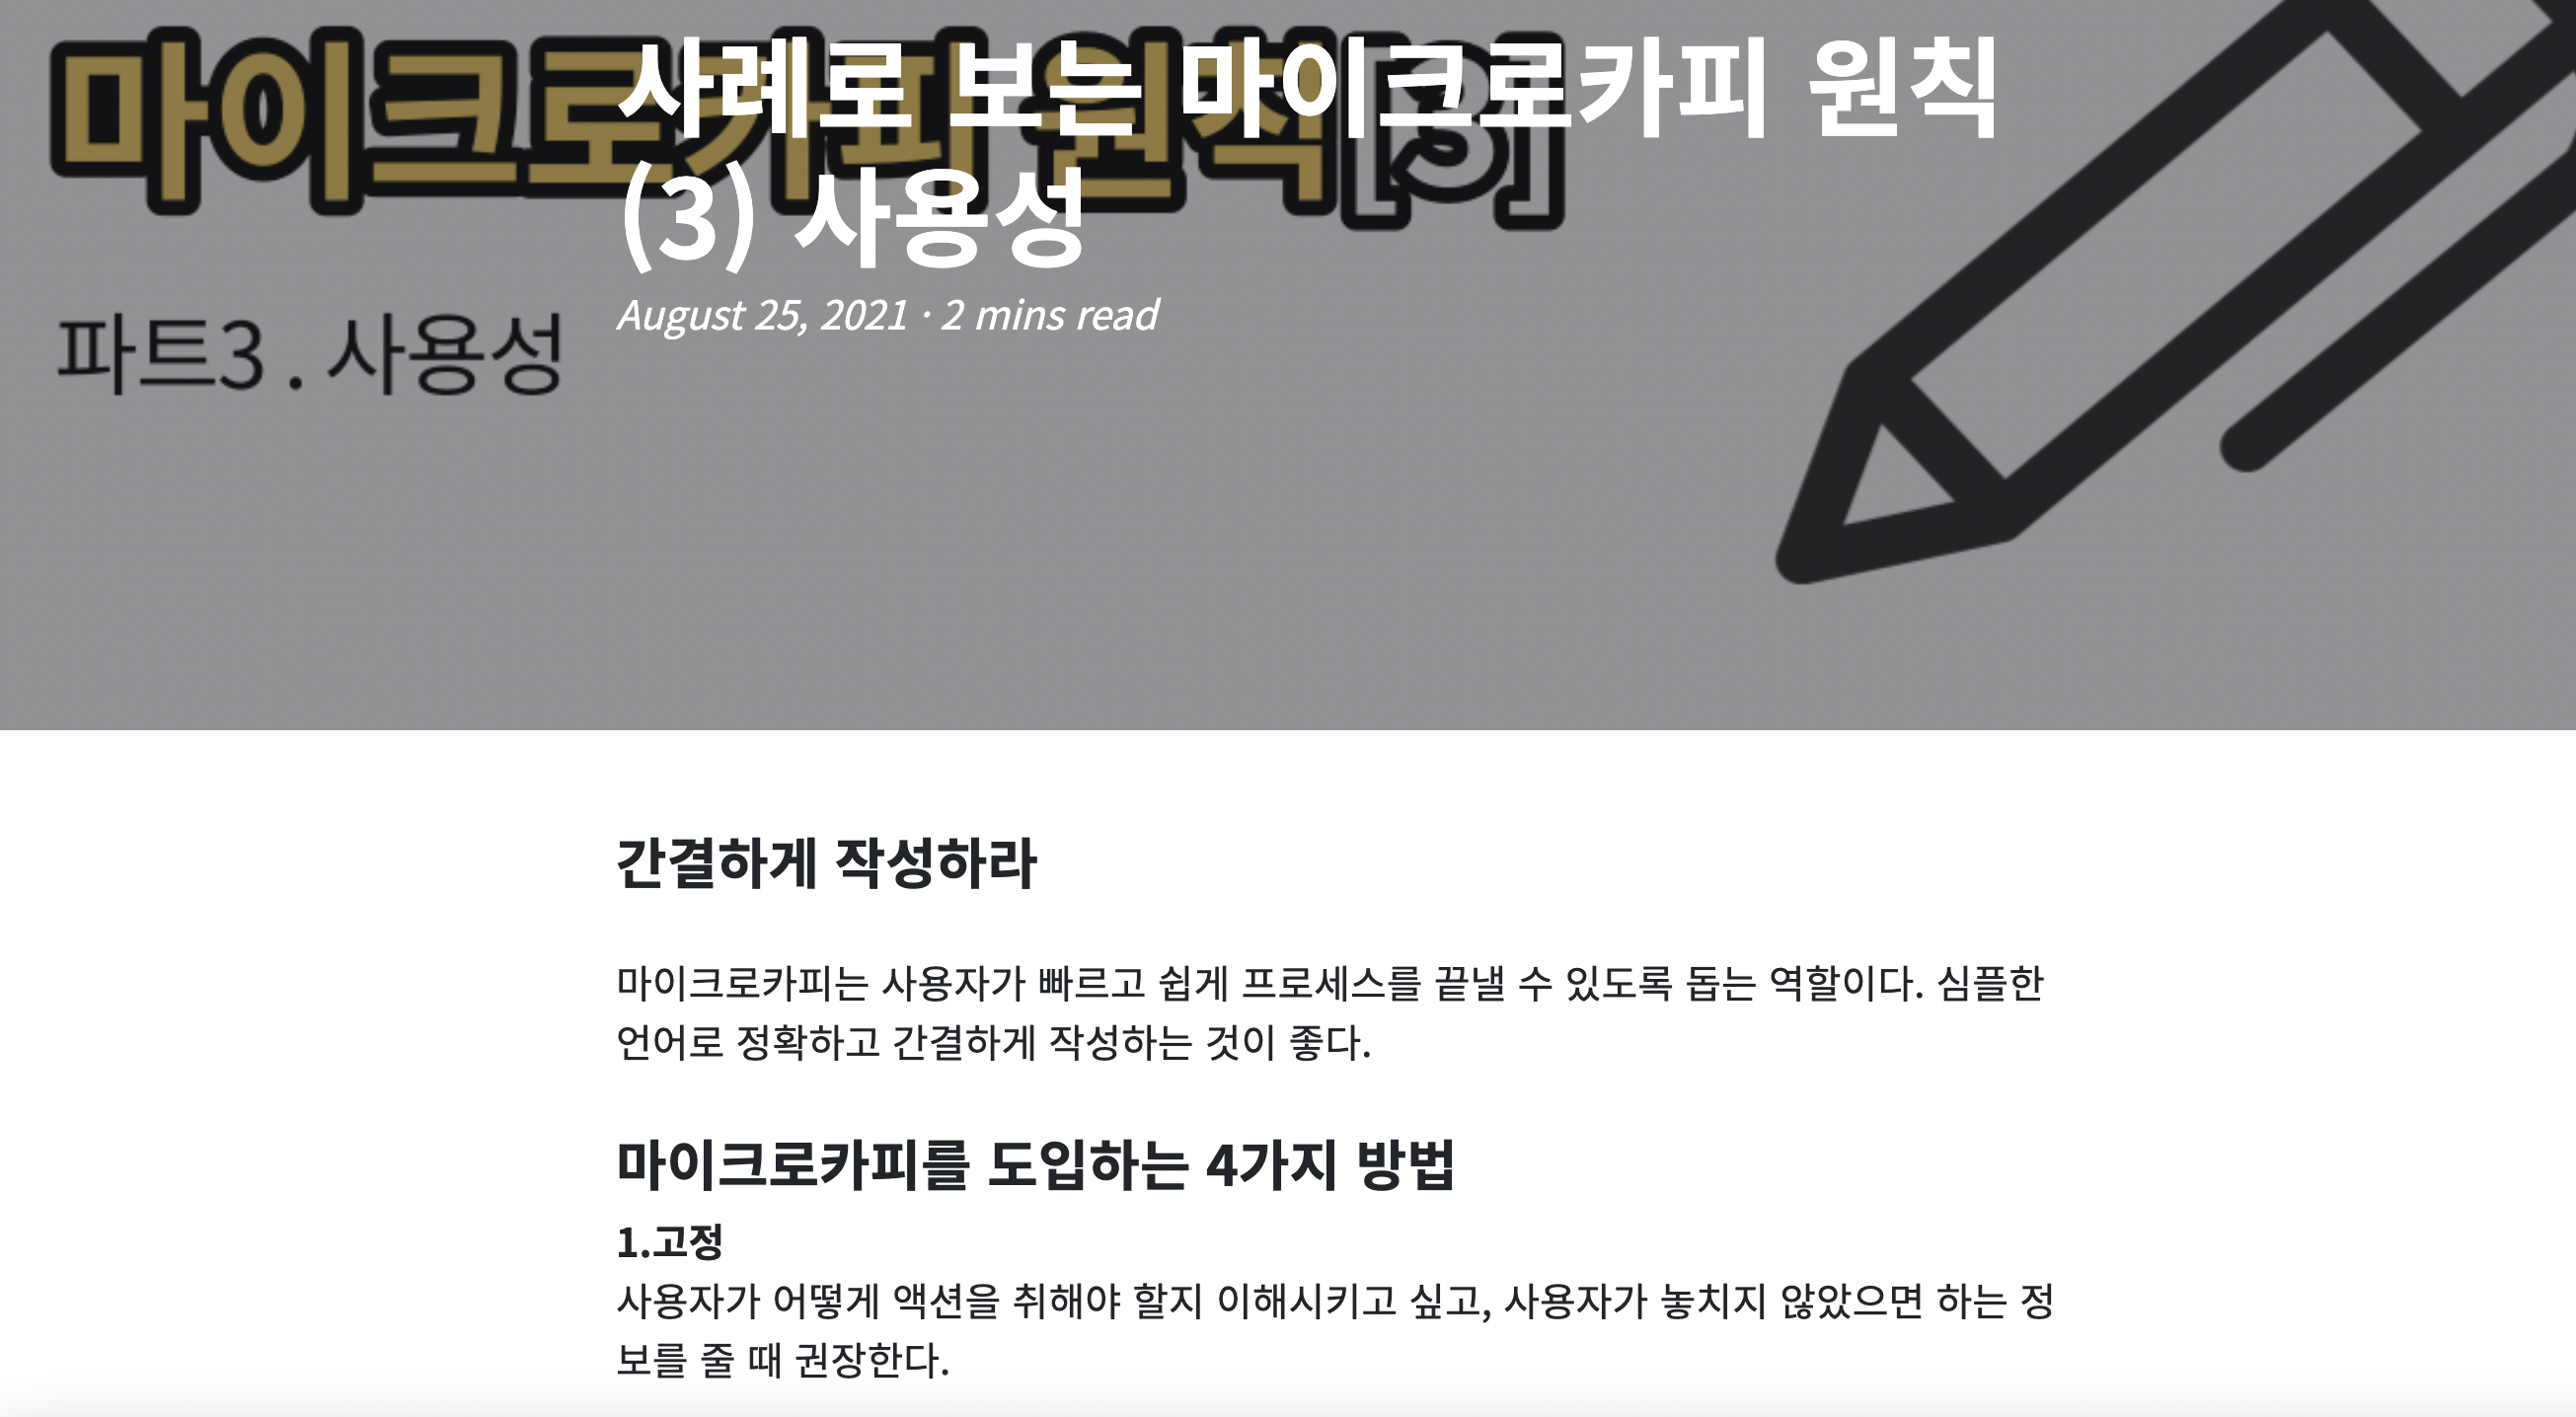 마이크로카피 원칙 [3]
사례로 보는 마이크로카피 원칙
(3) 사용성
August 25, 2021 · 2 mins read
파트3 . 사용성
간결하게 작성하라
마이크로카피는 사용자가 빠르고 쉽게 프로세스를 끝낼 수 있도록 돕는 역할이다. 심플한
언어로 정확하고 간결하게 작성하는 것이 좋다.
마이크로카피를 도입하는 4가지 방법
1.고정
사용자가 어떻게 액션을 취해야 할지 이해시키고 싶고, 사용자가 놓치지 않았으면 하는 정
보를 줄 때 권장한다.